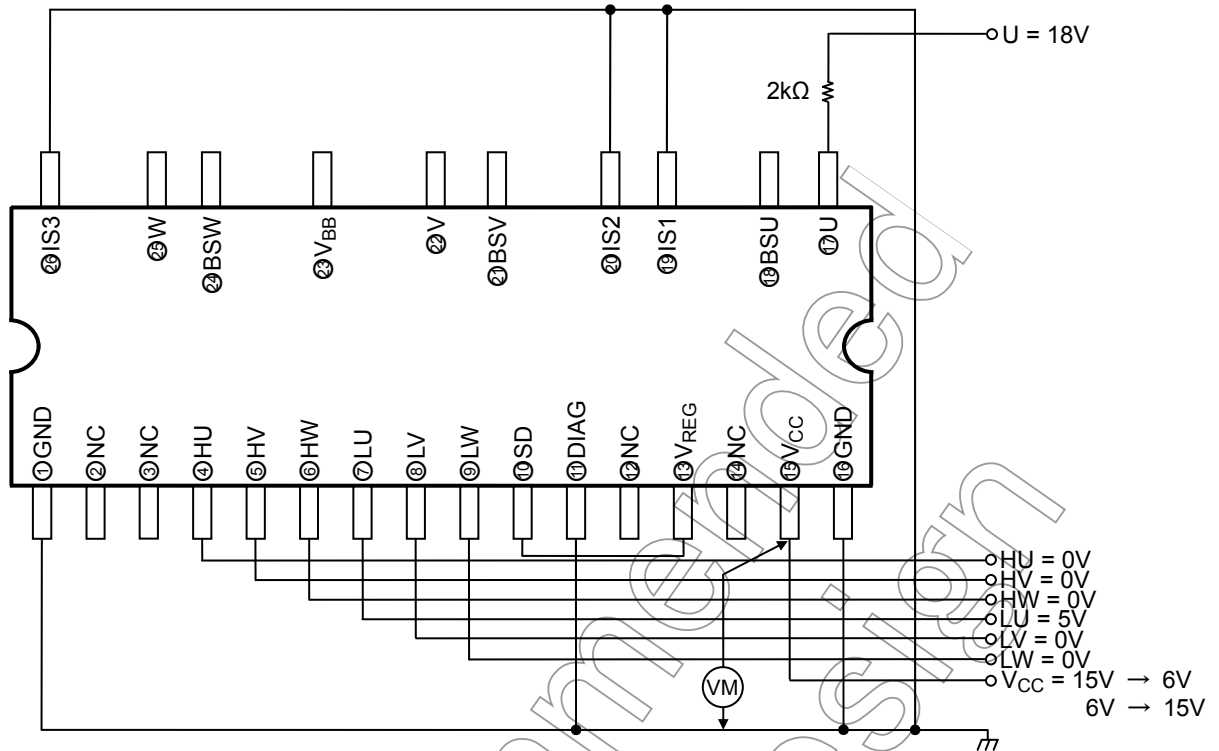 U = 18V
2kΩ
㉖IS3
㉕W
㉔BSW
㉓VBB
㉒V
㉑BSV
⑳IS2
⑲IS1
⑱BSU
⑰U
①GND
②NC
③NC
④HU
⑤HV
⑥HW
⑦LU
⑧LV
⑨LW
⑩SD
⑪DIAG
⑫NC
⑬VREG
⑭NC
⑮VCC
⑯GND
HU = 0V
HV = 0V
HW = 0V
LU = 5V
LV = 0V
LW = 0V
VM
VCC = 15V → 6V
6V → 15V
mended
sign